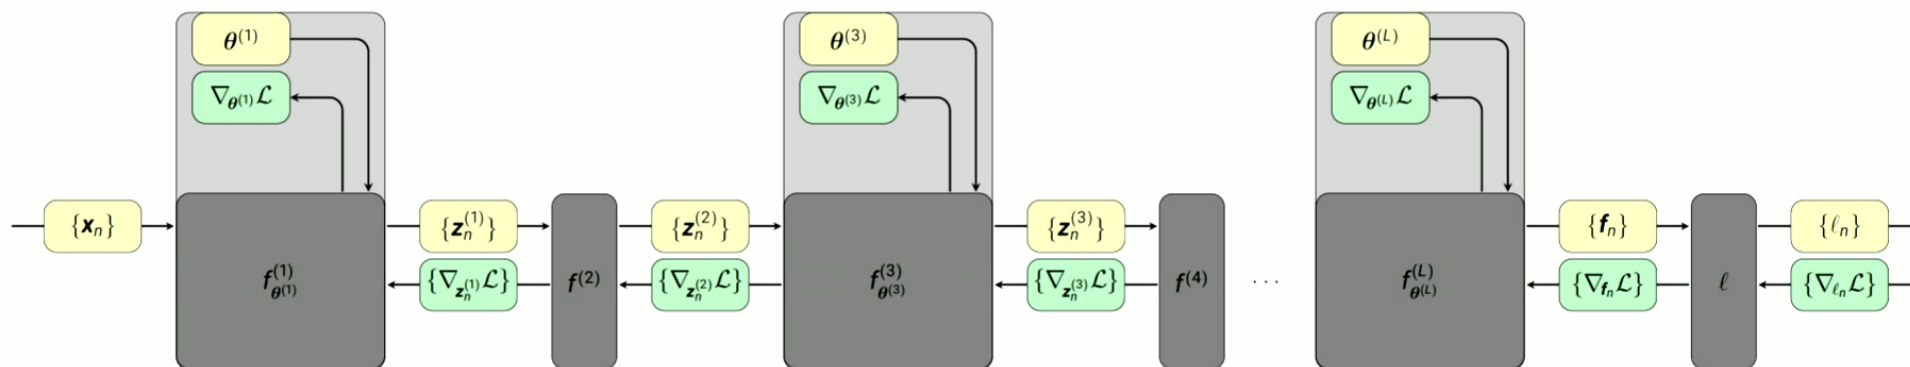 θ^(1) θ^(3) θ^(L)
∇_θ^(1) ℒ ∇_θ^(3) ℒ ∇_θ^(L) ℒ
{x_n} {z_n^(1)} {z_n^(2)} {z_n^(3)} {f_n} {ℓ_n}
f_θ^(1)^(1) {∇_z_n^(1) ℒ} f^(2) {∇_z_n^(2) ℒ} f_θ^(3)^(3) {∇_z_n^(3) ℒ} f^(4) ... f_θ^(L)^(L) {∇_f_n ℒ} ℓ {∇_ℓ_n ℒ}